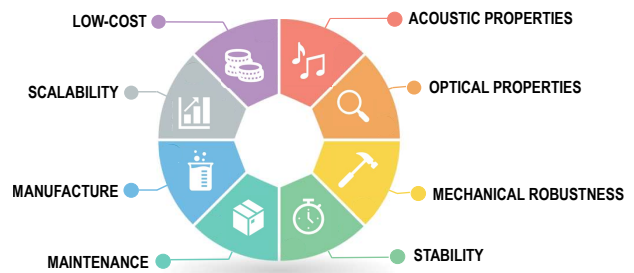 LOW-COST
ACOUSTIC PROPERTIES
SCALABILITY
OPTICAL PROPERTIES
MANUFACTURE
MECHANICAL ROBUSTNESS
MAINTENANCE
STABILITY